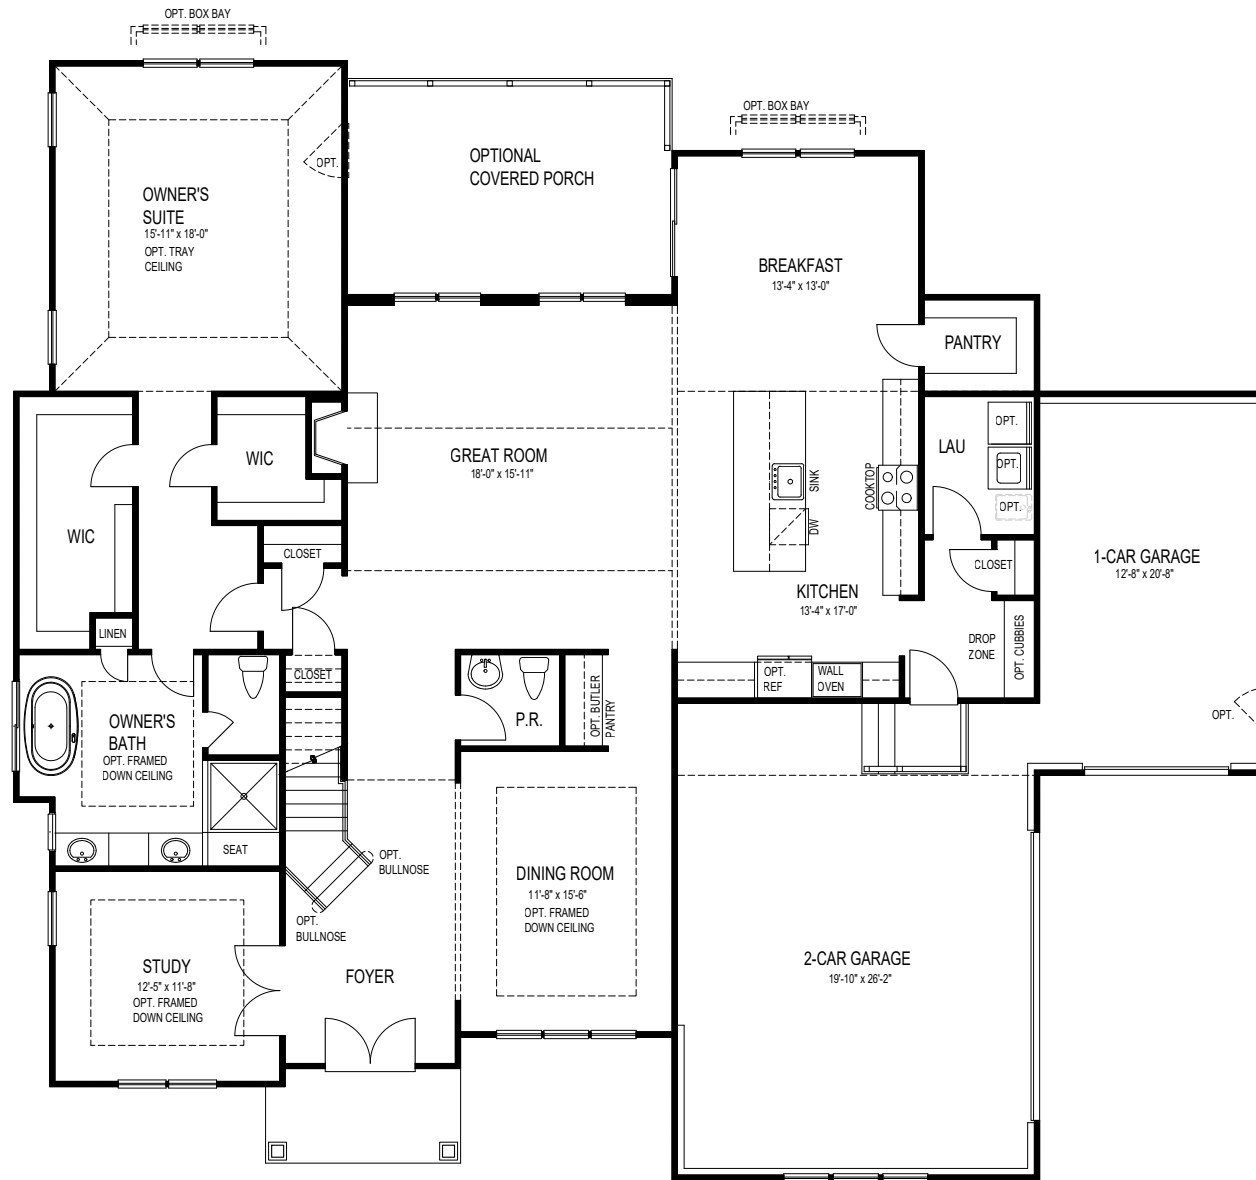 OPT. BOX BAY
OPT. BOX BAY
OPT.
OPTIONAL
COVERED PORCH
OWNER'S
SUITE
15'-11" x 18'-0"
OPT. TRAY
CEILING
BREAKFAST
13'-4" x 13'-0"
PANTRY
LAU
OPT.
OPT.
OPT.
WIC
GREAT ROOM
18'-0" x 15'-11"
SINK
COOKTOP
DW
WIC
CLOSET
1-CAR GARAGE
12'-8" x 20'-8"
CLOSET
KITCHEN
13'-4" x 17'-0"
LINEN
DROP
ZONE
OPT. CUBBIES
CLOSET
OPT.
REF
WALL
OVEN
OPT. BUTLER
PANTRY
P.R.
OPT.
OWNER'S
BATH
OPT. FRAMED
DOWN CEILING
SEAT
OPT.
BULLNOSE
OPT.
BULLNOSE
DINING ROOM
11'-8" x 15'-6"
OPT. FRAMED
DOWN CEILING
STUDY
12'-5" x 11'-8"
OPT. FRAMED
DOWN CEILING
FOYER
2-CAR GARAGE
19'-10" x 26'-2"